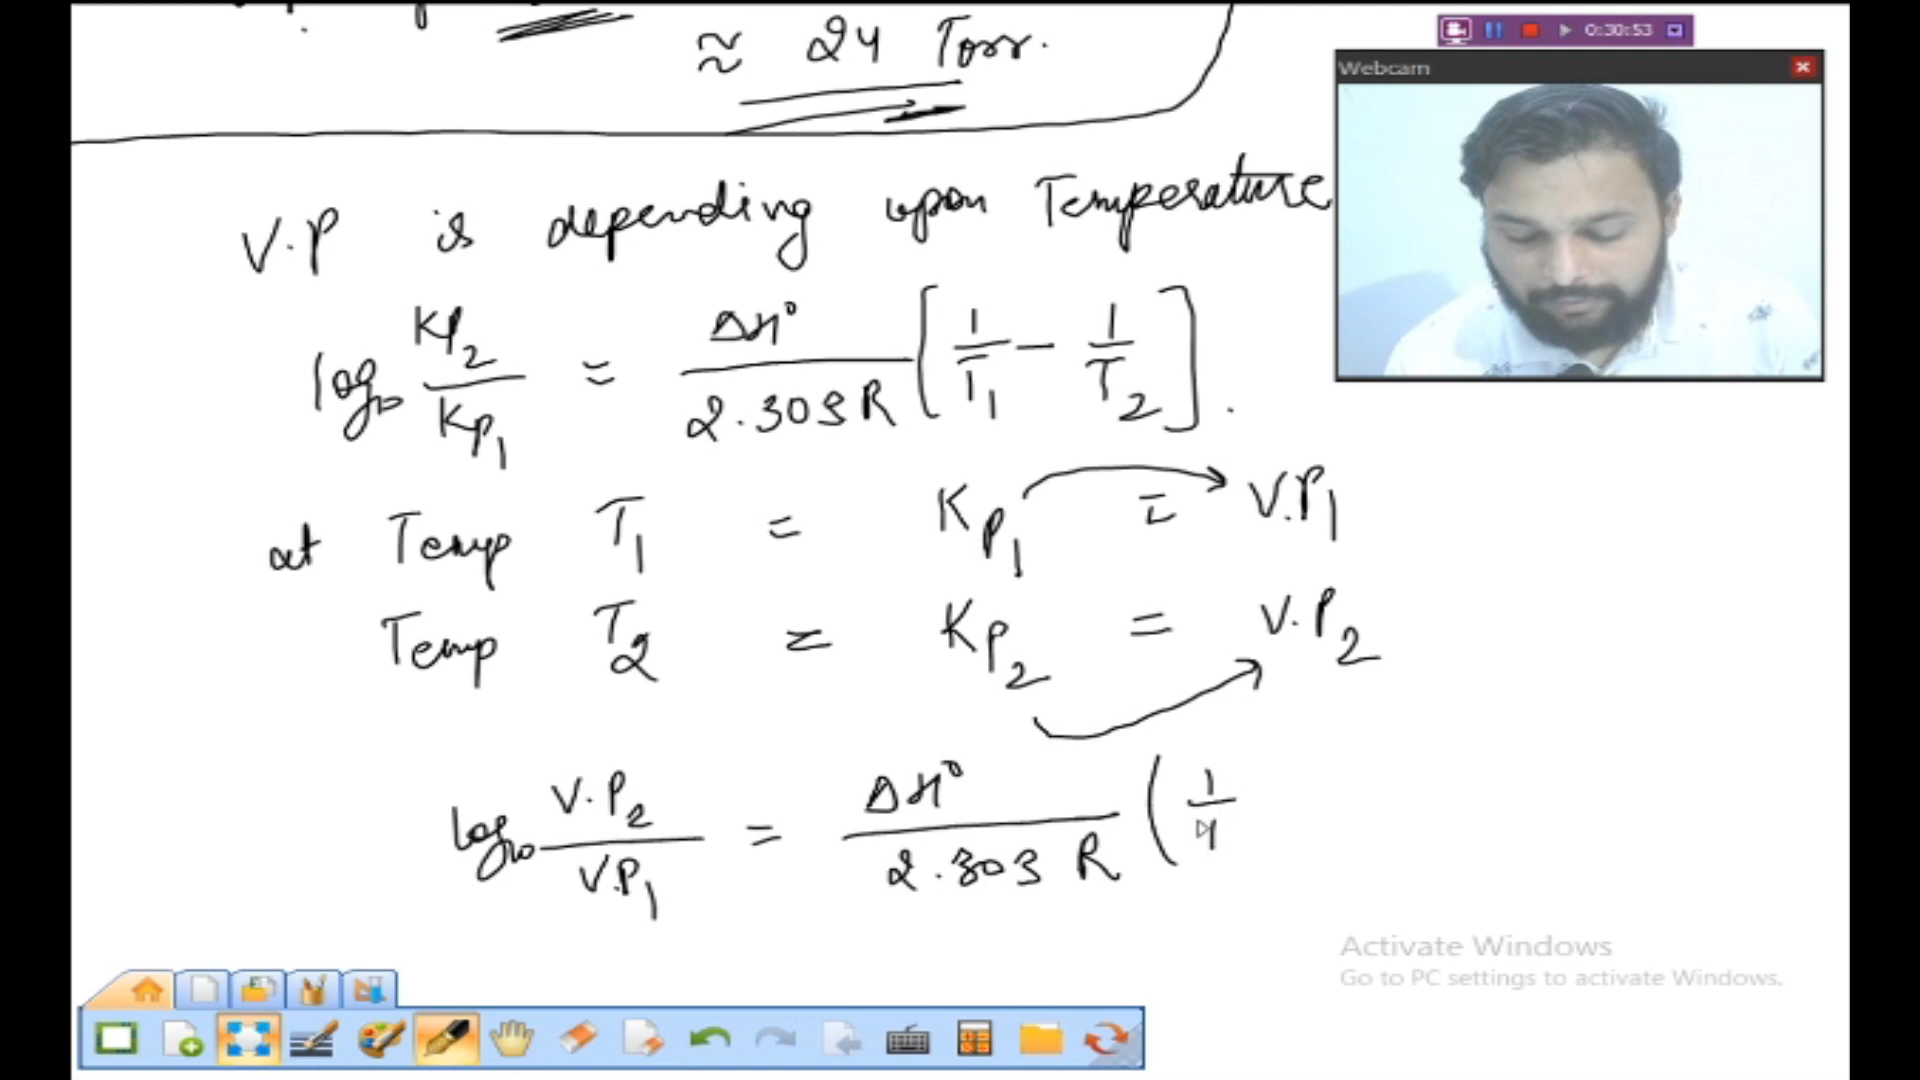 ≈ 24 Torr.
0:30:53
Webcam
V.P is depending upon Temperature
log₁₀ Kp₂/Kp₁ = ΔH°/2.303 R [1/T₁ - 1/T₂].
at Temp T₁ = Kp₁ = V.P₁
Temp T₂ = Kp₂ = V.P₂
log₁₀ V.P₂/V.P₁ = ΔH°/2.303 R (1/
Activate Windows
Go to PC settings to activate Windows.